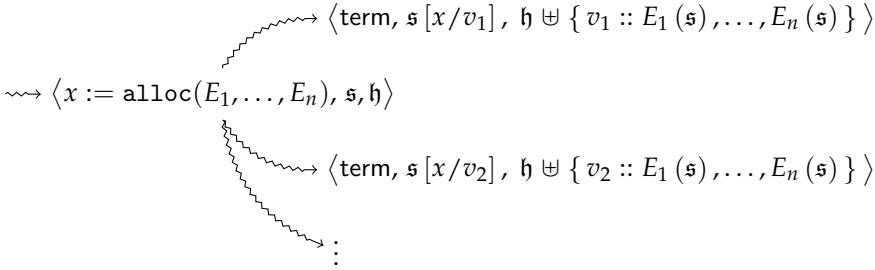 ⟨term, 𝔰 [x/v₁] , 𝔥 ⊎ { v₁ :: E₁ (𝔰) , . . . , Eₙ (𝔰) } ⟩
⟨x := alloc(E₁, . . . , Eₙ), 𝔰, 𝔥⟩
⟨term, 𝔰 [x/v₂] , 𝔥 ⊎ { v₂ :: E₁ (𝔰) , . . . , Eₙ (𝔰) } ⟩
⋮